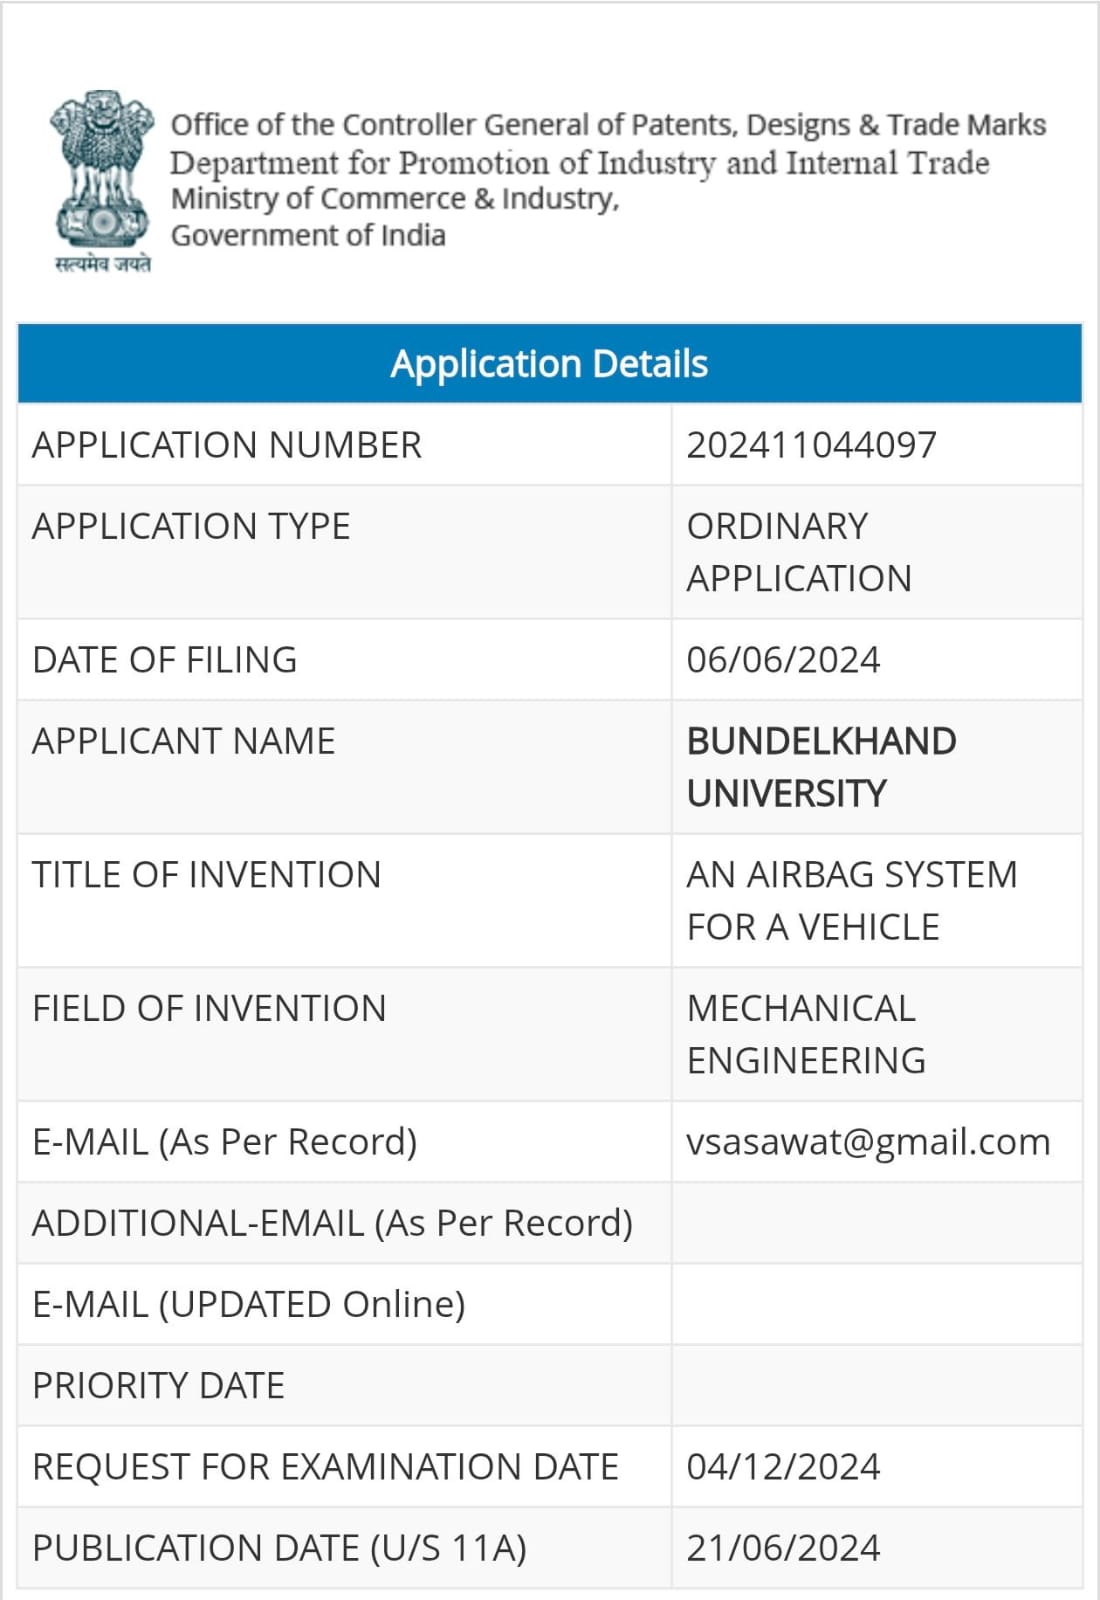 सत्यमेव जयते
Office of the Controller General of Patents, Designs & Trade Marks
Department for Promotion of Industry and Internal Trade
Ministry of Commerce & Industry,
Government of India
Application Details
APPLICATION NUMBER 202411044097
APPLICATION TYPE ORDINARY
APPLICATION
DATE OF FILING 06/06/2024
APPLICANT NAME BUNDELKHAND
UNIVERSITY
TITLE OF INVENTION AN AIRBAG SYSTEM
FOR A VEHICLE
FIELD OF INVENTION MECHANICAL
ENGINEERING
E-MAIL (As Per Record) vsasawat@gmail.com
ADDITIONAL-EMAIL (As Per Record)
E-MAIL (UPDATED Online)
PRIORITY DATE
REQUEST FOR EXAMINATION DATE 04/12/2024
PUBLICATION DATE (U/S 11A) 21/06/2024